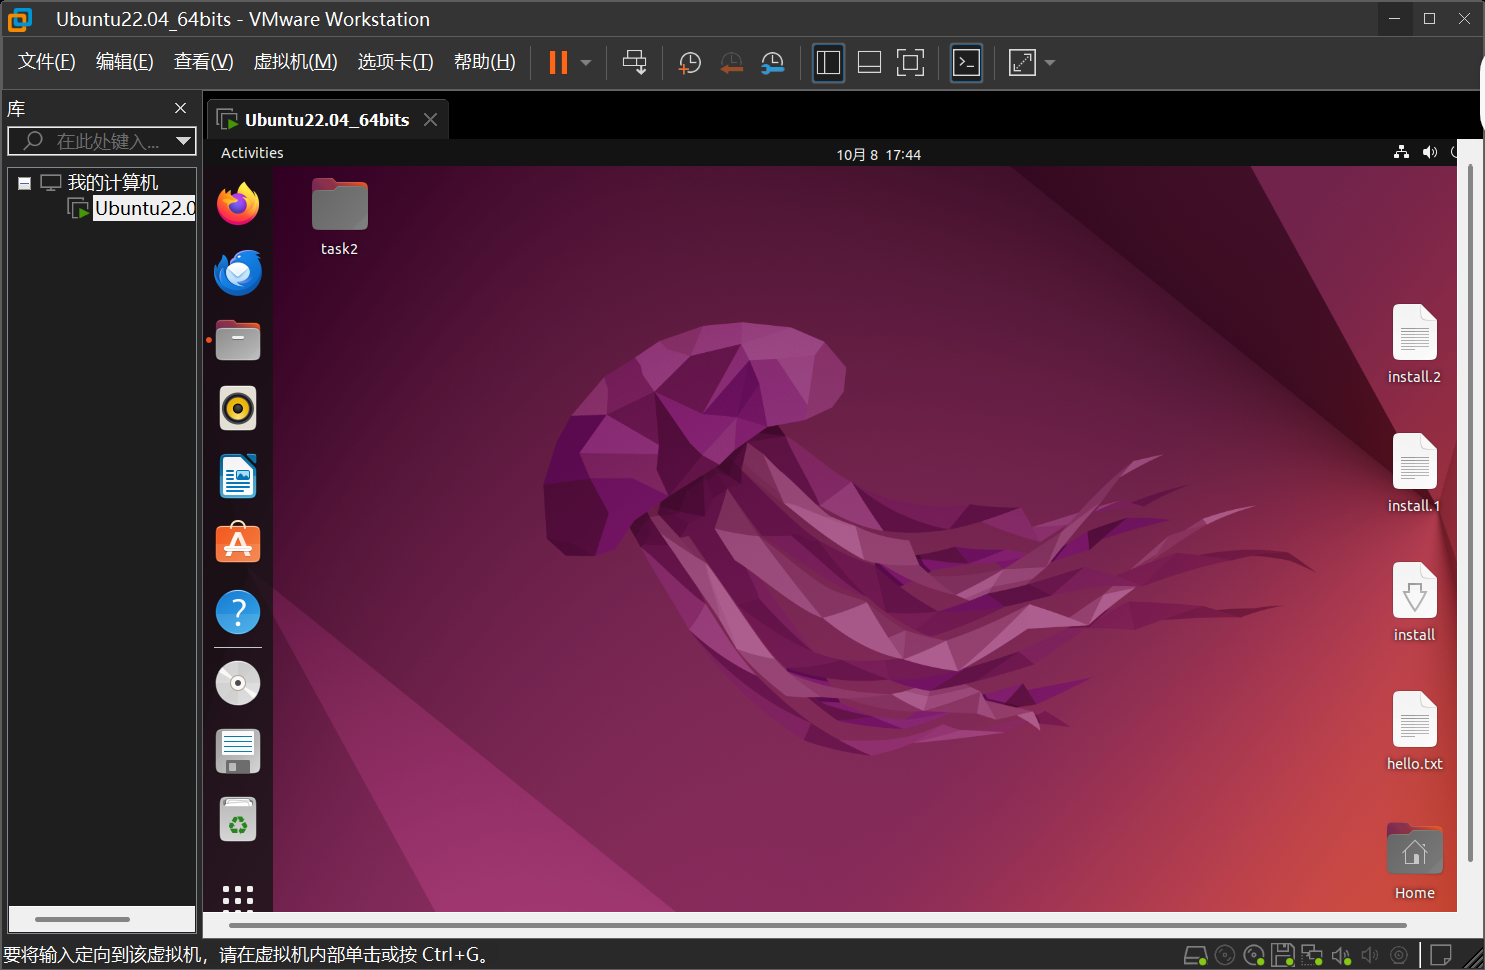 Ubuntu22.04_64bits - VMware Workstation
文件(F) 编辑(E) 查看(V) 虚拟机(M) 选项卡(T) 帮助(H)
库
在此处键入...
我的计算机
Ubuntu22.0
Ubuntu22.04_64bits
Activities
10月 8 17:44
task2
install.2
install.1
install
hello.txt
Home
要将输入定向到该虚拟机，请在虚拟机内部单击或按 Ctrl+G。